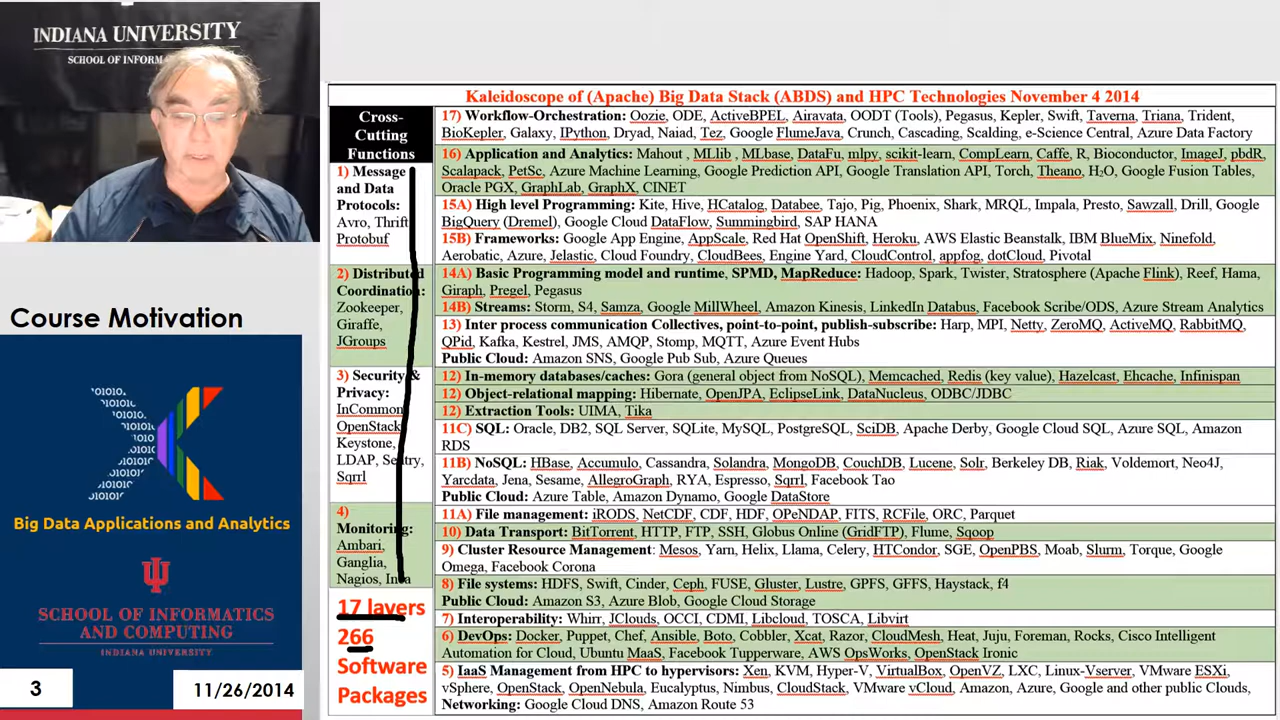 INDIANA UNIVERSITY
SCHOOL OF INFORM
Course Motivation
Big Data Applications and Analytics
SCHOOL OF INFORMATICS
AND COMPUTING
3
11/26/2014
Kaleidoscope of (Apache) Big Data Stack (ABDS) and HPC Technologies November 4 2014
Cross-
Cutting
Functions
1) Message
and Data
Protocols:
Avro, Thrift
Protobuf
2) Distributed
Coordination:
Zookeeper,
Giraffe,
JGroups
3) Security &
Privacy:
InCommon
OpenStack
Keystone,
LDAP, Sentry,
Sqrrl
4)
Monitoring:
Ambari,
Ganglia,
Nagios, Inca
17 layers
266
Software
Packages
17) Workflow-Orchestration: Oozie, ODE, ActiveBPEL, Airavata, OODT (Tools), Pegasus, Kepler, Swift, Taverna, Triana, Trident,
BioKepler, Galaxy, IPython, Dryad, Naiad, Tez, Google FlumeJava, Crunch, Cascading, Scalding, e-Science Central, Azure Data Factory
16) Application and Analytics: Mahout , MLlib , MLbase, DataFu, mlpy, scikit-learn, CompLearn, Caffe, R, Bioconductor, ImageJ, pbdR,
Scalapack, PetSc, Azure Machine Learning, Google Prediction API, Google Translation API, Torch, Theano, H2O, Google Fusion Tables,
Oracle PGX, GraphLab, GraphX, CINET
15A) High level Programming: Kite, Hive, HCatalog, Databee, Tajo, Pig, Phoenix, Shark, MRQL, Impala, Presto, Sawzall, Drill, Google
BigQuery (Dremel), Google Cloud DataFlow, Summingbird, SAP HANA
15B) Frameworks: Google App Engine, AppScale, Red Hat OpenShift, Heroku, AWS Elastic Beanstalk, IBM BlueMix, Ninefold,
Aerobatic, Azure, Jelastic, Cloud Foundry, CloudBees, Engine Yard, CloudControl, appfog, dotCloud, Pivotal
14A) Basic Programming model and runtime, SPMD, MapReduce: Hadoop, Spark, Twister, Stratosphere (Apache Flink), Reef, Hama,
Giraph, Pregel, Pegasus
14B) Streams: Storm, S4, Samza, Google MillWheel, Amazon Kinesis, LinkedIn Databus, Facebook Scribe/ODS, Azure Stream Analytics
13) Inter process communication Collectives, point-to-point, publish-subscribe: Harp, MPI, Netty, ZeroMQ, ActiveMQ, RabbitMQ,
QPid, Kafka, Kestrel, JMS, AMQP, Stomp, MQTT, Azure Event Hubs
Public Cloud: Amazon SNS, Google Pub Sub, Azure Queues
12) In-memory databases/caches: Gora (general object from NoSQL), Memcached, Redis (key value), Hazelcast, Ehcache, Infinispan
12) Object-relational mapping: Hibernate, OpenJPA, EclipseLink, DataNucleus, ODBC/JDBC
12) Extraction Tools: UIMA, Tika
11C) SQL: Oracle, DB2, SQL Server, SQLite, MySQL, PostgreSQL, SciDB, Apache Derby, Google Cloud SQL, Azure SQL, Amazon
RDS
11B) NoSQL: HBase, Accumulo, Cassandra, Solandra, MongoDB, CouchDB, Lucene, Solr, Berkeley DB, Riak, Voldemort, Neo4J,
Yarcdata, Jena, Sesame, AllegroGraph, RYA, Espresso, Sqrrl, Facebook Tao
Public Cloud: Azure Table, Amazon Dynamo, Google DataStore
11A) File management: iRODS, NetCDF, CDF, HDF, OPeNDAP, FITS, RCFile, ORC, Parquet
10) Data Transport: BitTorrent, HTTP, FTP, SSH, Globus Online (GridFTP), Flume, Sqoop
9) Cluster Resource Management: Mesos, Yarn, Helix, Llama, Celery, HTCondor, SGE, OpenPBS, Moab, Slurm, Torque, Google
Omega, Facebook Corona
8) File systems: HDFS, Swift, Cinder, Ceph, FUSE, Gluster, Lustre, GPFS, GFFS, Haystack, f4
Public Cloud: Amazon S3, Azure Blob, Google Cloud Storage
7) Interoperability: Whirr, JClouds, OCCI, CDMI, Libcloud, TOSCA, Libvirt
6) DevOps: Docker, Puppet, Chef, Ansible, Boto, Cobbler, Xcat, Razor, CloudMesh, Heat, Juju, Foreman, Rocks, Cisco Intelligent
Automation for Cloud, Ubuntu MaaS, Facebook Tupperware, AWS OpsWorks, OpenStack Ironic
5) IaaS Management from HPC to hypervisors: Xen, KVM, Hyper-V, VirtualBox, OpenVZ, LXC, Linux-Vserver, VMware ESXi,
vSphere, OpenStack, OpenNebula, Eucalyptus, Nimbus, CloudStack, VMware vCloud, Amazon, Azure, Google and other public Clouds,
Networking: Google Cloud DNS, Amazon Route 53